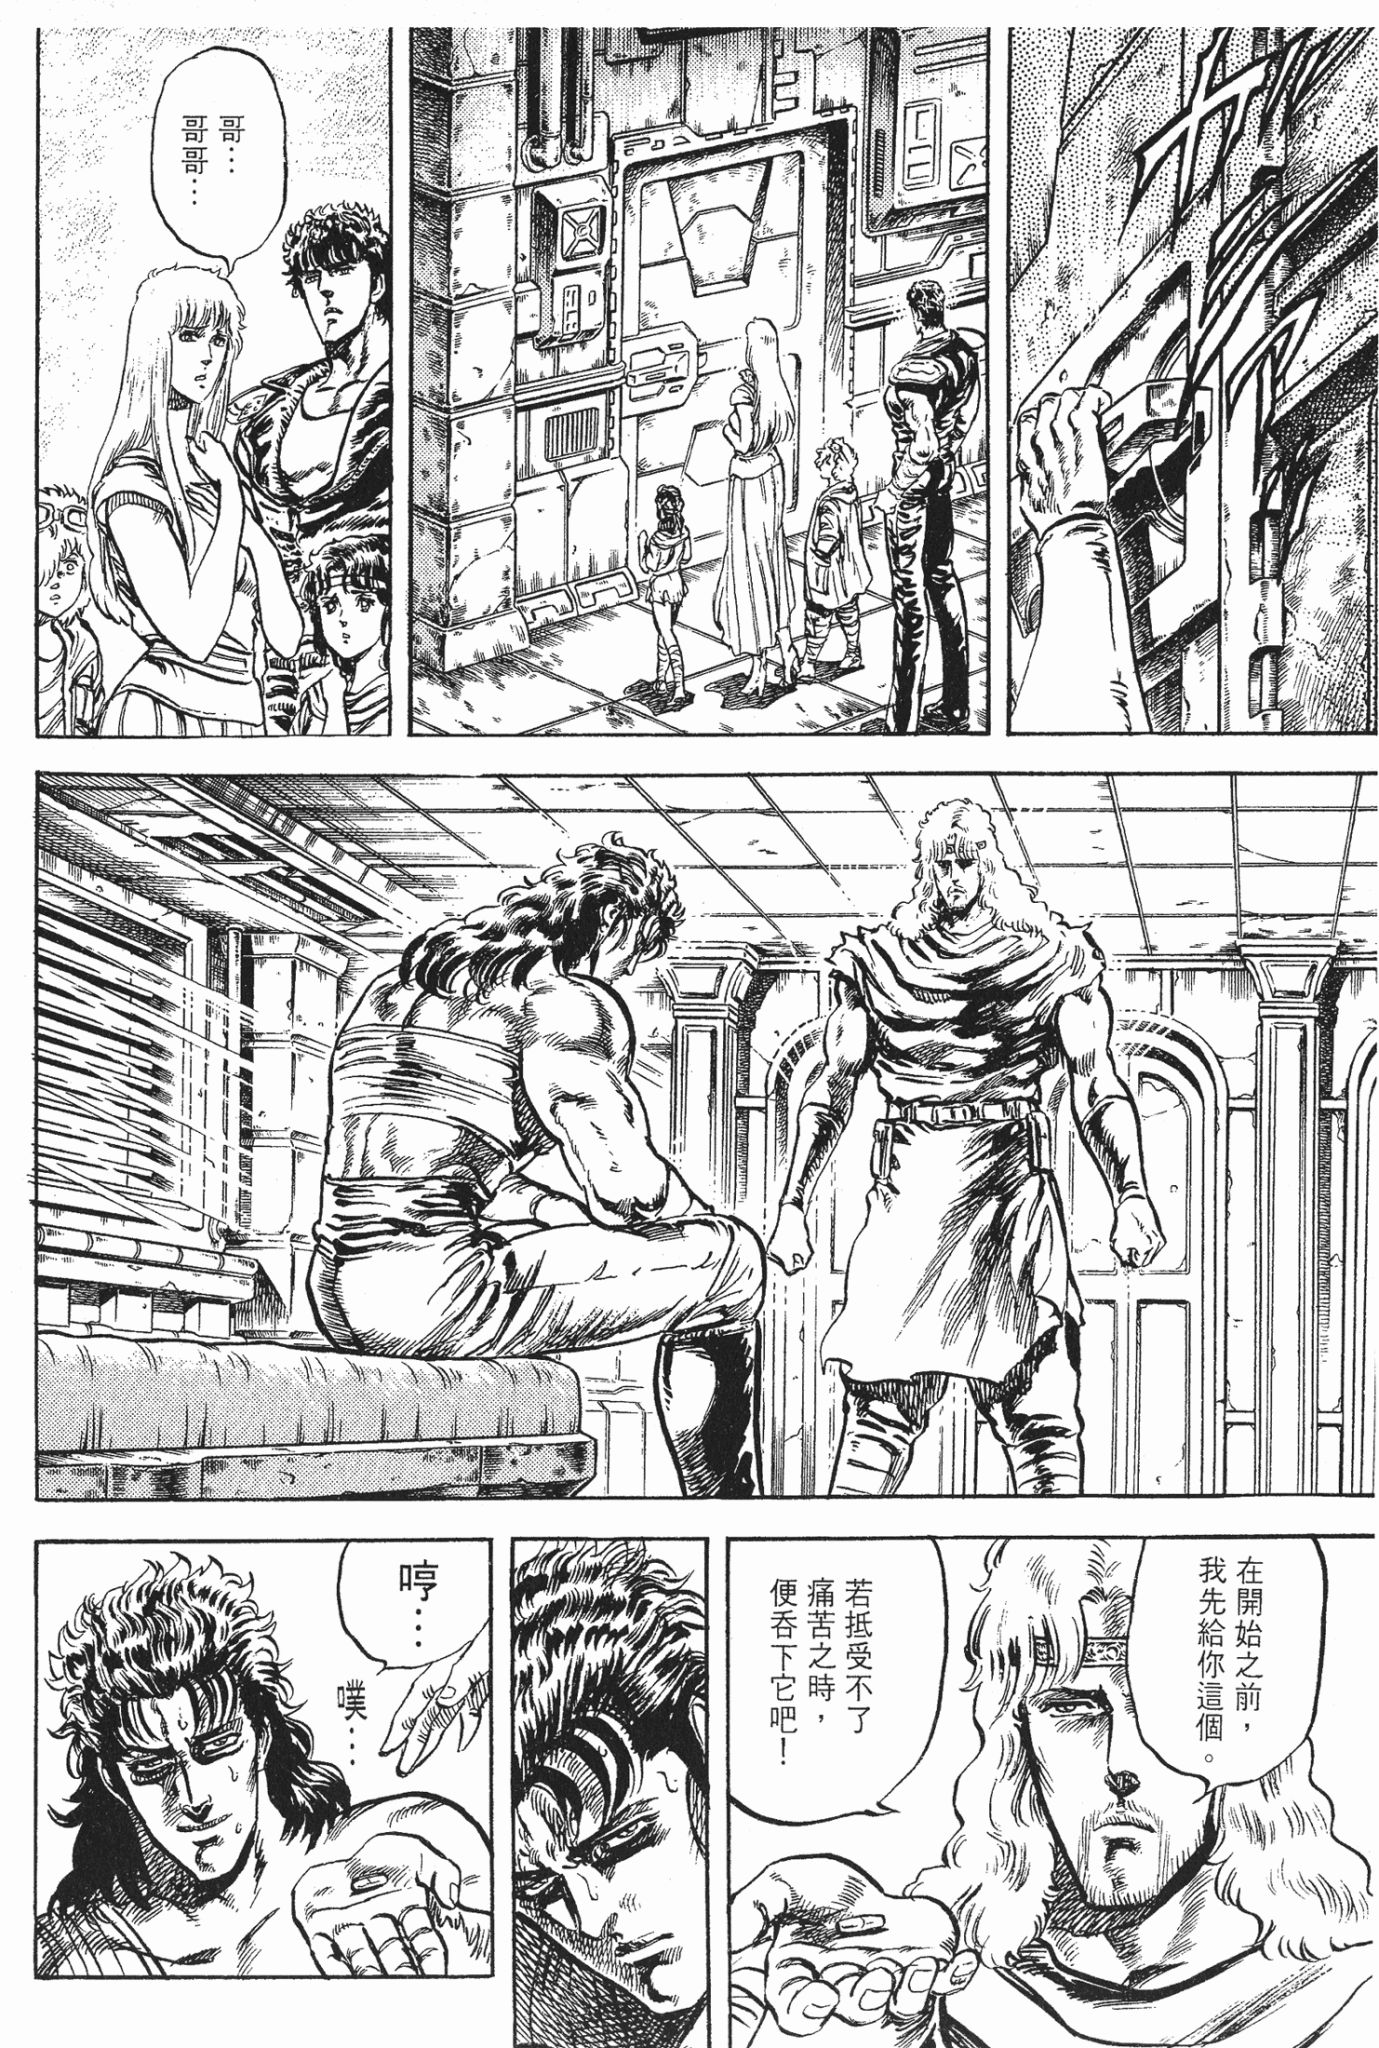 哥…
哥哥…
在開始之前，
我先給你這個。
若抵受不了
痛苦之時，
便吞下它吧！
哼…
噗…